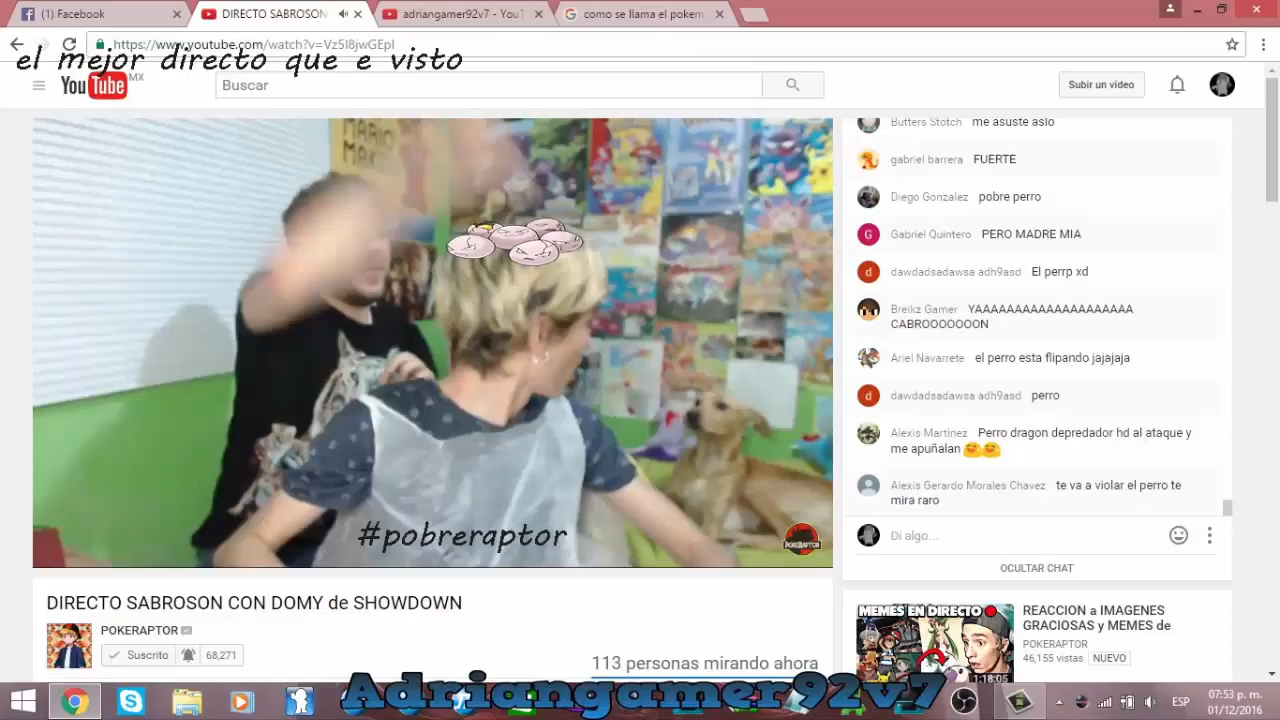 (1) Facebook
DIRECTO SABROSON
adriangamer92v7 - YouT
como se llama el pokem
https://www.youtube.com/watch?v=Vz5I8jwGEpI
el mejor directo que e visto
YouTube MX
Buscar
Subir un vídeo
MARIO
MAK
Butters Stotch me asuste aslo
gabriel barrera FUERTE
Diego Gonzalez pobre perro
Gabriel Quintero PERO MADRE MIA
dawdadsadawsa adh9asd El perrp xd
Breikz Gamer YAAAAAAAAAAAAAAAAAAAA
CABROOOOOOON
Ariel Navarrete el perro esta flipando jajajaja
dawdadsadawsa adh9asd perro
Alexis Martinez Perro dragon depredador hd al ataque y
me apuñalan
Alexis Gerardo Morales Chavez te va a violar el perro te
mira raro
#pobreraptor
POKERAPTOR
Di algo...
OCULTAR CHAT
DIRECTO SABROSON CON DOMY de SHOWDOWN
POKERAPTOR
Suscrito 68,271
113 personas mirando ahora
MEMES EN DIRECTO
1:18:05
REACCION a IMAGENES
GRACIOSAS y MEMES de
POKERAPTOR
46,155 vistas NUEVO
Adriangamer92v7
ESP
07:53 p. m.
01/12/2016